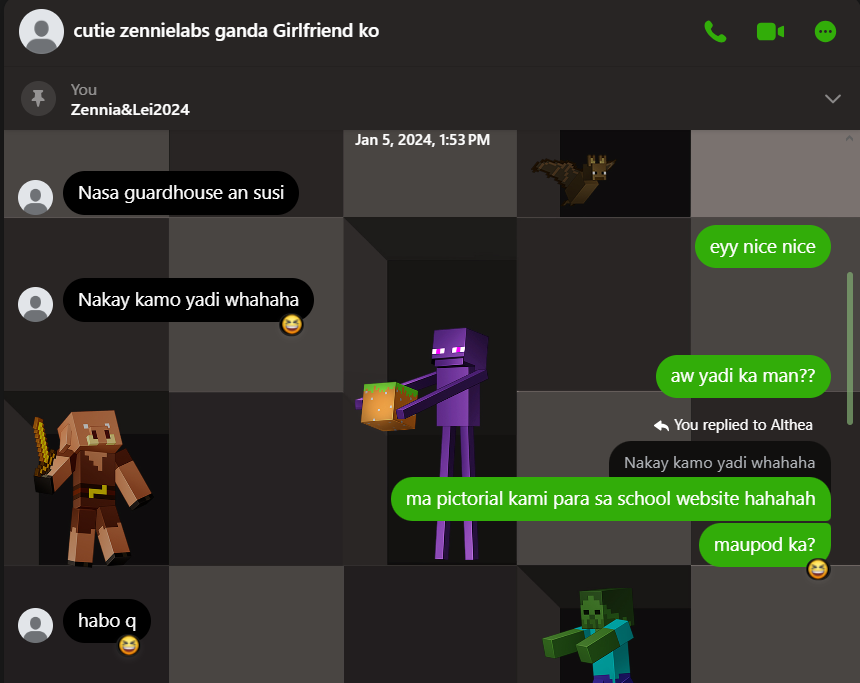 cutie zennielabs ganda Girlfriend ko
You
Zennia&Lei2024
Jan 5, 2024, 1:53 PM
Nasa guardhouse an susi
eyy nice nice
Nakay kamo yadi whahaha
aw yadi ka man??
You replied to Althea
Nakay kamo yadi whahaha
ma pictorial kami para sa school website hahahah
maupod ka?
habo q